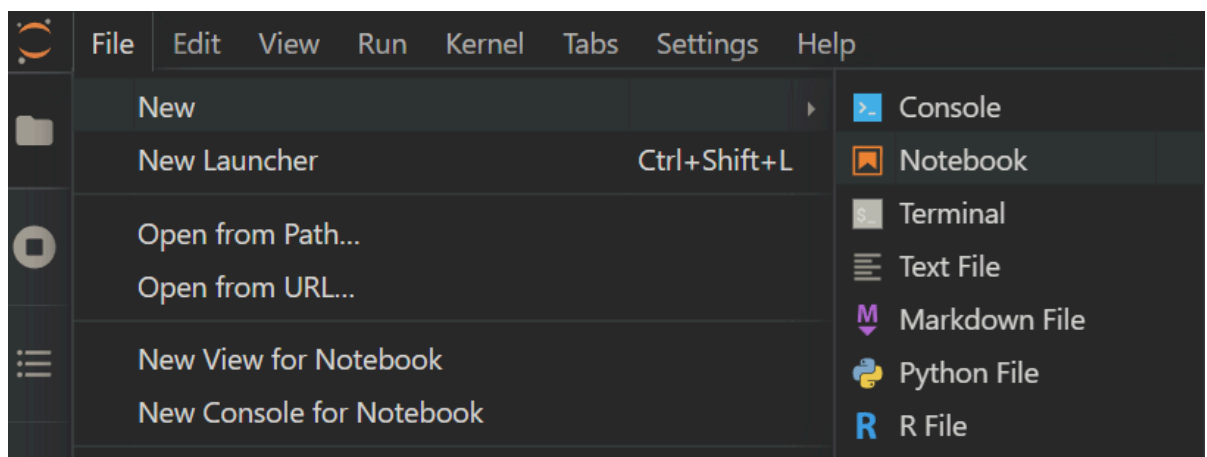 File Edit View Run Kernel Tabs Settings Help
New
New Launcher Ctrl+Shift+L
Open from Path...
Open from URL...
New View for Notebook
New Console for Notebook
>_ Console
Notebook
$_ Terminal
Text File
M Markdown File
Python File
R R File